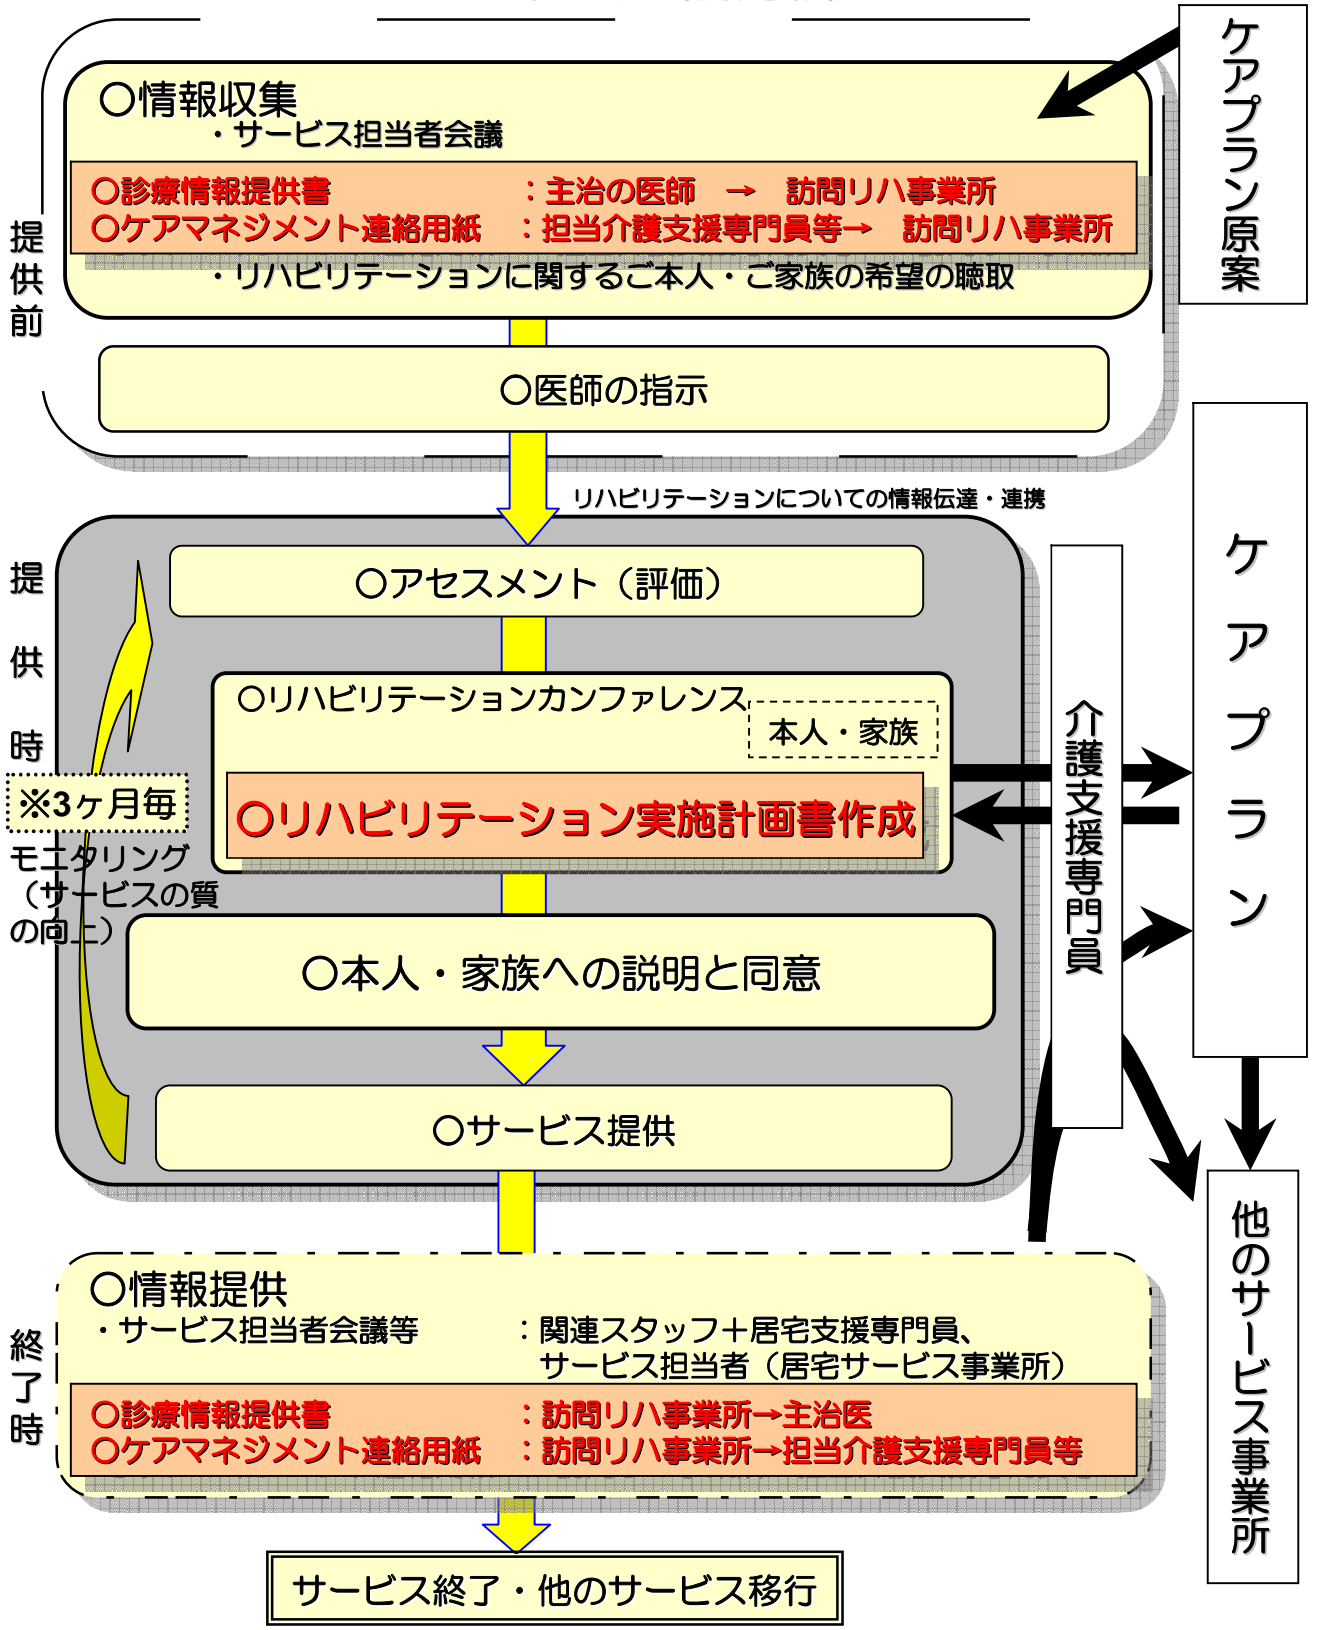 ケアプラン原案
提供前
〇情報収集
・サービス担当者会議
〇診療情報提供書 ：主治の医師 → 訪問リハ事業所
〇ケアマネジメント連絡用紙 ：担当介護支援専門員等→ 訪問リハ事業所
・リハビリテーションに関するご本人・ご家族の希望の聴取
〇医師の指示
リハビリテーションについての情報伝達・連携
提供時
〇アセスメント（評価）
〇リハビリテーションカンファレンス
本人・家族
〇リハビリテーション実施計画書作成
※3ヶ月毎
モニタリング
（サービスの質
の向上）
〇本人・家族への説明と同意
〇サービス提供
介護支援専門員
ケアプラン
他のサービス事業所
終了時
〇情報提供
・サービス担当者会議等 ：関連スタッフ＋居宅支援専門員、
サービス担当者（居宅サービス事業所）
〇診療情報提供書 ：訪問リハ事業所→主治医
〇ケアマネジメント連絡用紙 ：訪問リハ事業所→担当介護支援専門員等
サービス終了・他のサービス移行